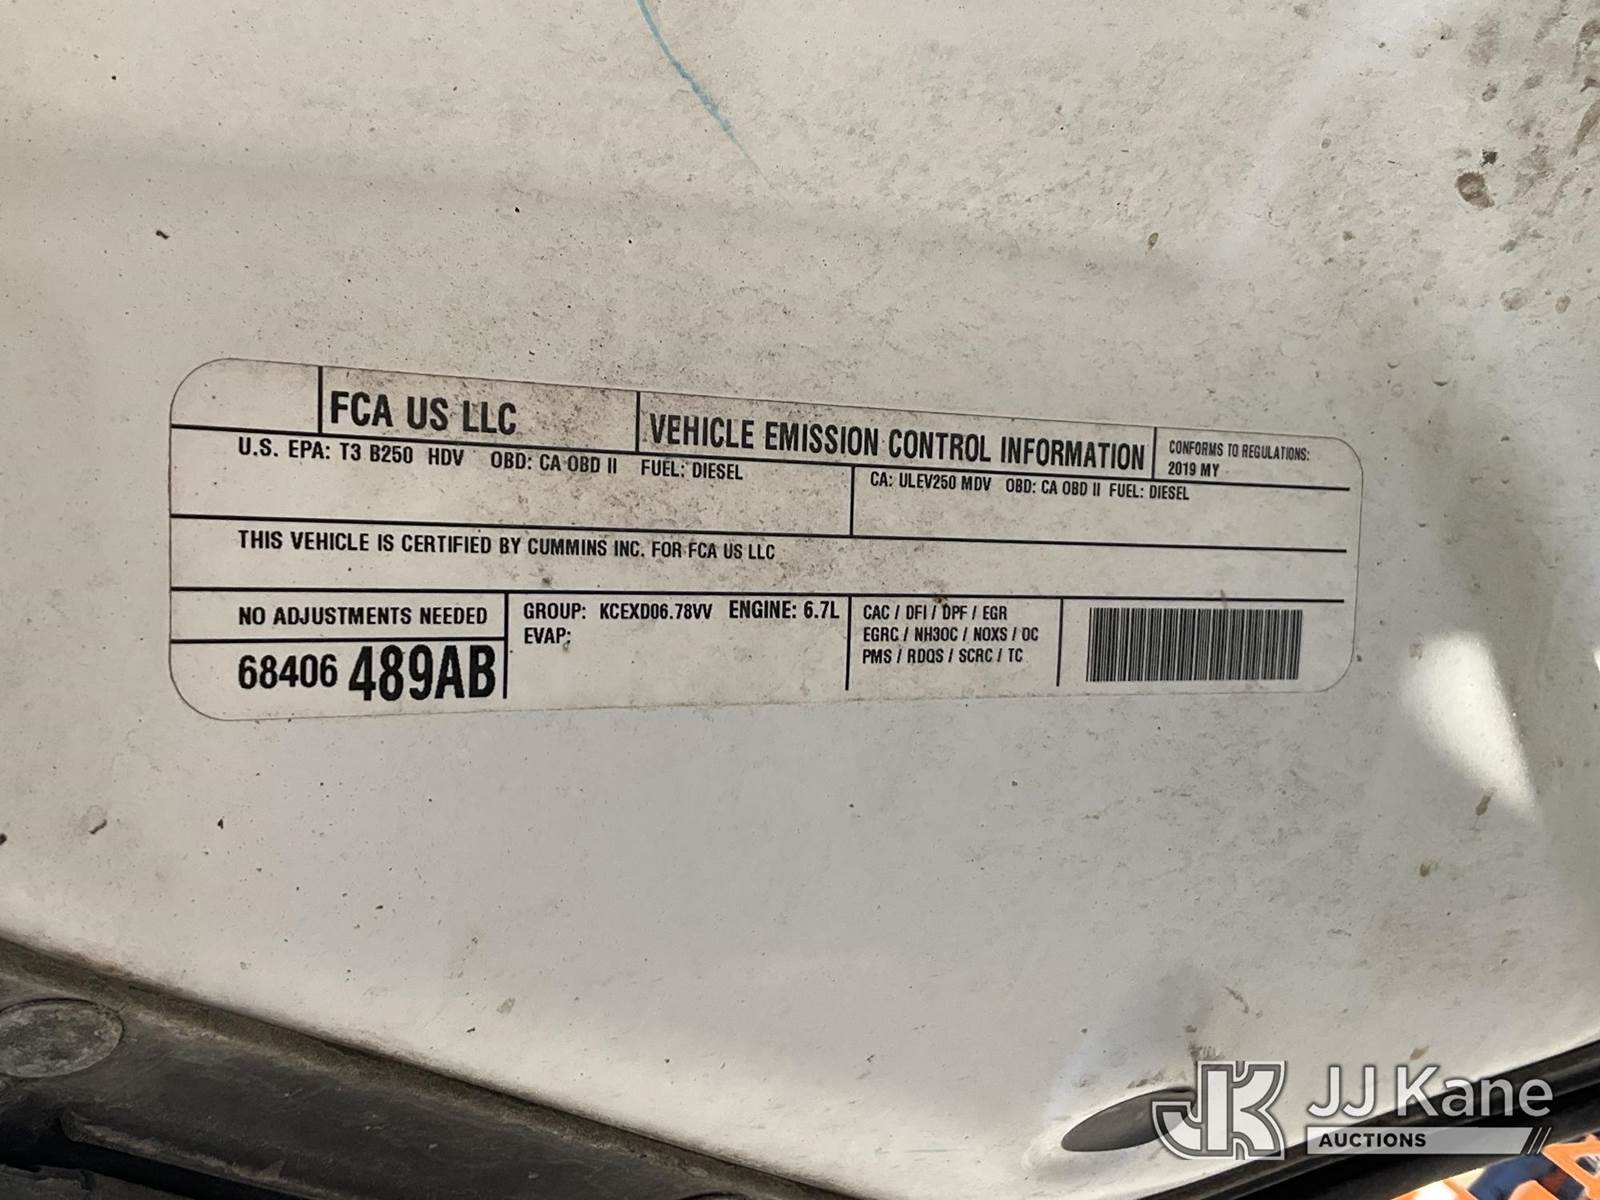 FCA US LLC
VEHICLE EMISSION CONTROL INFORMATION
CONFORMS TO REGULATIONS:
2019 MY
U.S. EPA: T3 B250 HDV OBD: CA OBD II FUEL: DIESEL
CA: ULEV250 MDV OBD: CA OBD II FUEL: DIESEL
THIS VEHICLE IS CERTIFIED BY CUMMINS INC. FOR FCA US LLC
NO ADJUSTMENTS NEEDED
68406 489AB
GROUP: KCEXD06.78VV ENGINE: 6.7L
EVAP:
CAC / DFI / DPF / EGR
EGRC / NH3OC / NOXS / OC
PMS / RDQS / SCRC / TC
JK JJ Kane
AUCTIONS